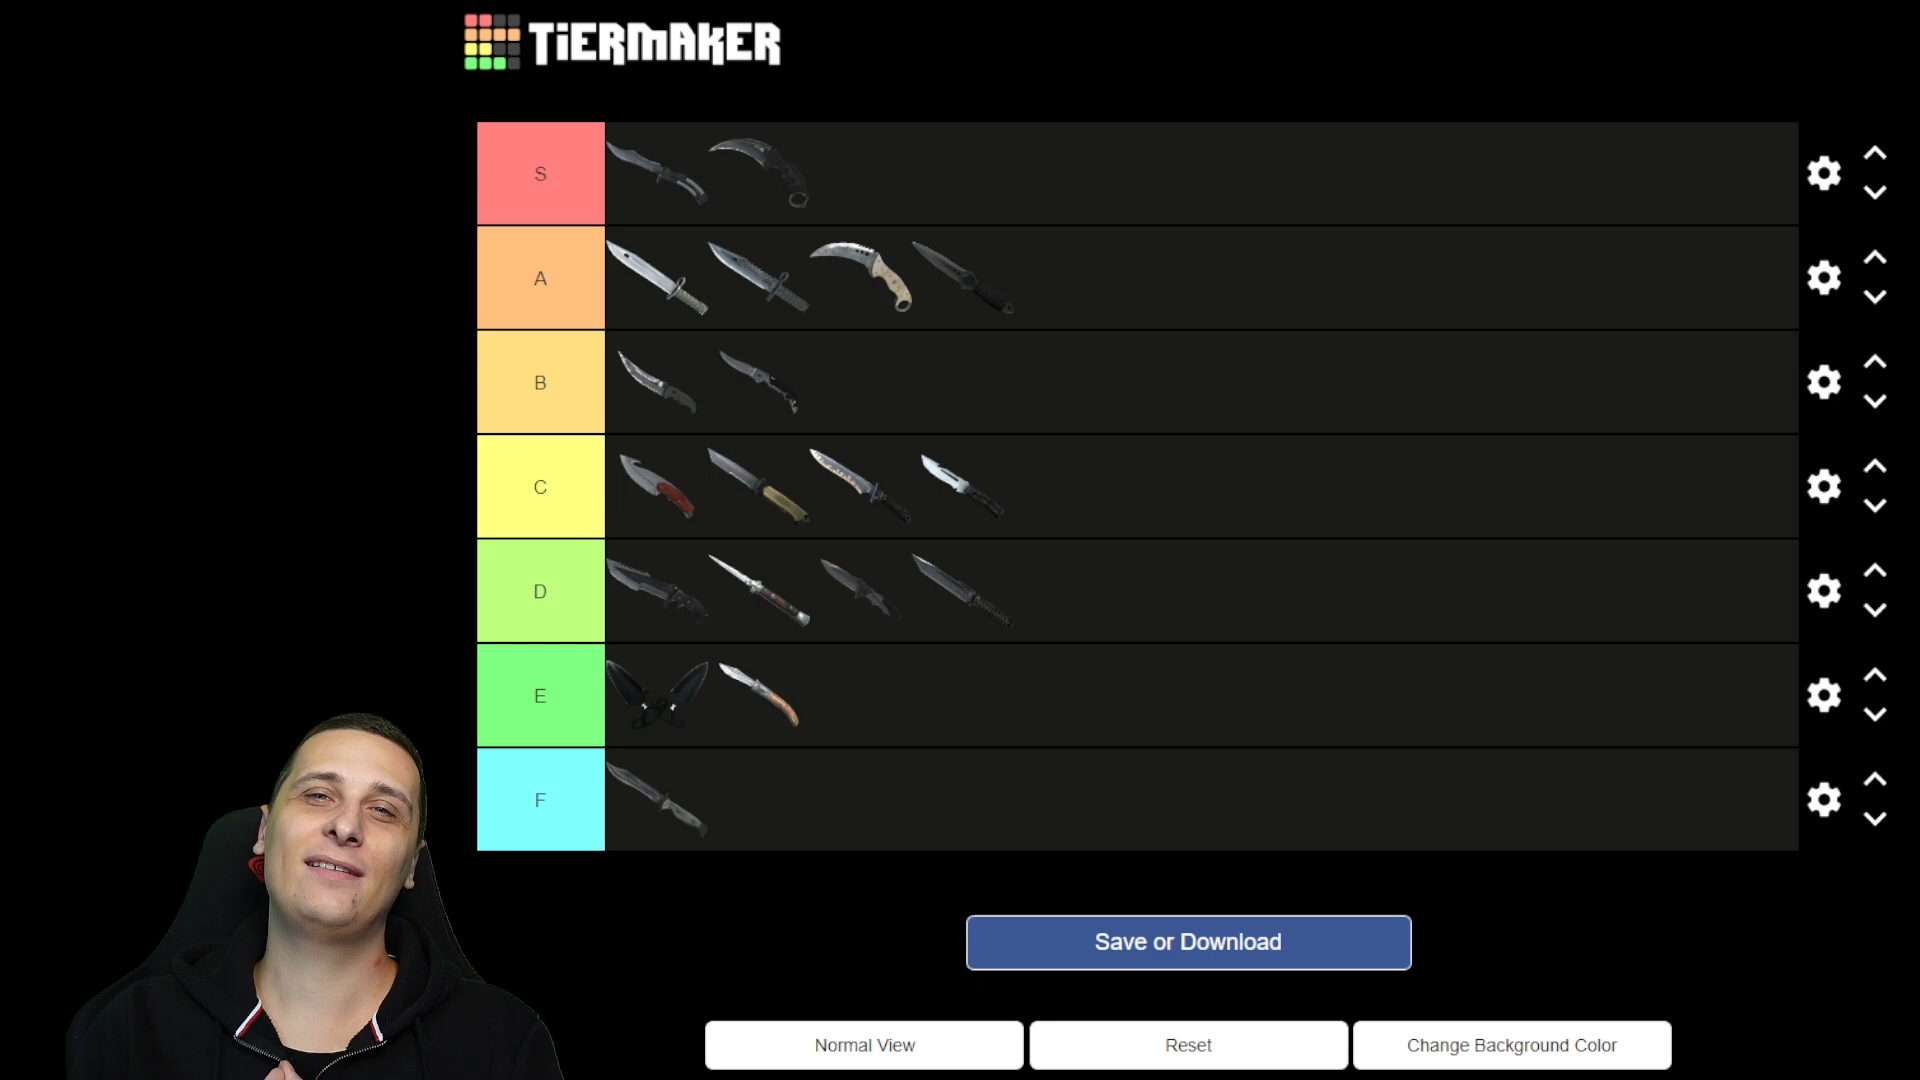 TiERMAKER
S
A
B
C
D
E
F
Save or Download
Normal View
Reset
Change Background Color